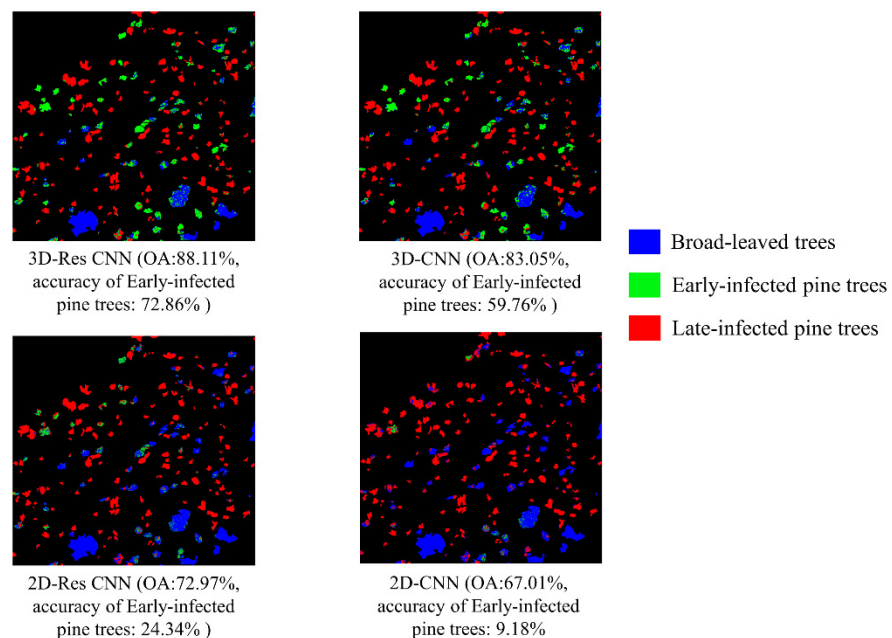 3D-Res CNN (OA:88.11%,
accuracy of Early-infected
pine trees: 72.86% )
3D-CNN (OA:83.05%,
accuracy of Early-infected
pine trees: 59.76% )
Broad-leaved trees
Early-infected pine trees
Late-infected pine trees
2D-Res CNN (OA:72.97%,
accuracy of Early-infected
pine trees: 24.34% )
2D-CNN (OA:67.01%,
accuracy of Early-infected
pine trees: 9.18%